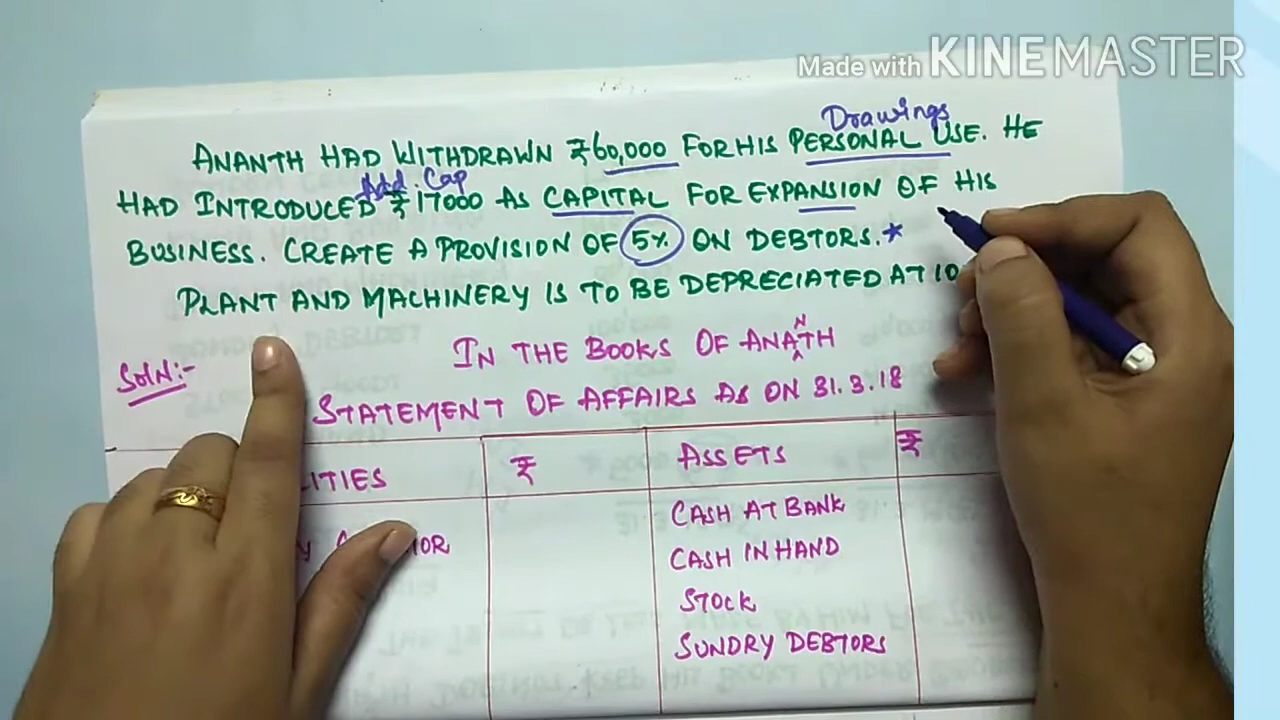 Made with KINEMASTER
Drawings
ANANTH HAD WITHDRAWN ₹60,000 FOR HIS PERSONAL USE. HE
Add. Cap
HAD INTRODUCED ₹17000 AS CAPITAL FOR EXPANSION OF HIS
BUSINESS. CREATE A PROVISION OF 5% ON DEBTORS.*
PLANT AND MACHINERY IS TO BE DEPRECIATED AT 10
SOLN:-
IN THE BOOKS OF ANANTH
STATEMENT OF AFFAIRS AS ON 31.3.18
LITIES ₹ ASSETS ₹
CASH AT BANK
CASH IN HAND
STOCK
SUNDRY DEBTORS